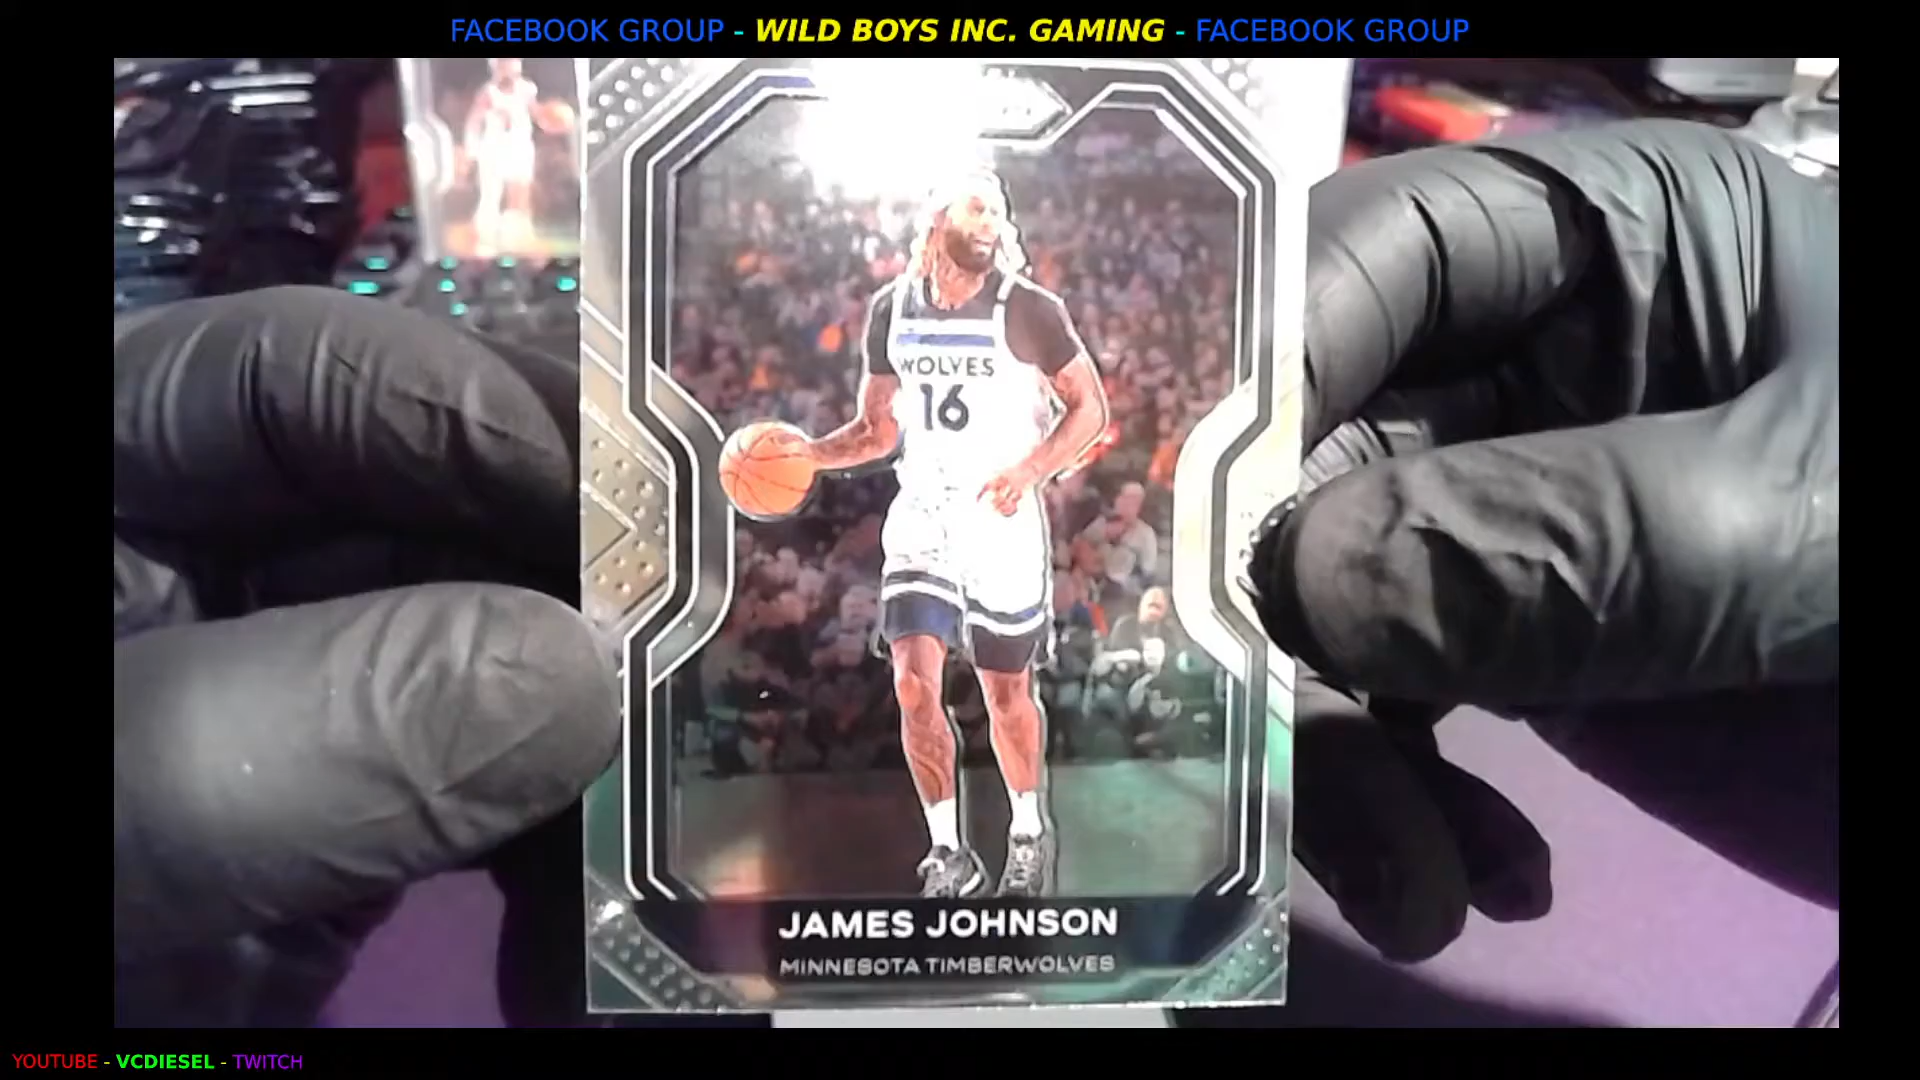 FACEBOOK GROUP - WILD BOYS INC. GAMING - FACEBOOK GROUP
WOLVES
16
JAMES JOHNSON
MINNESOTA TIMBERWOLVES
YOUTUBE - VCDIESEL - TWITCH